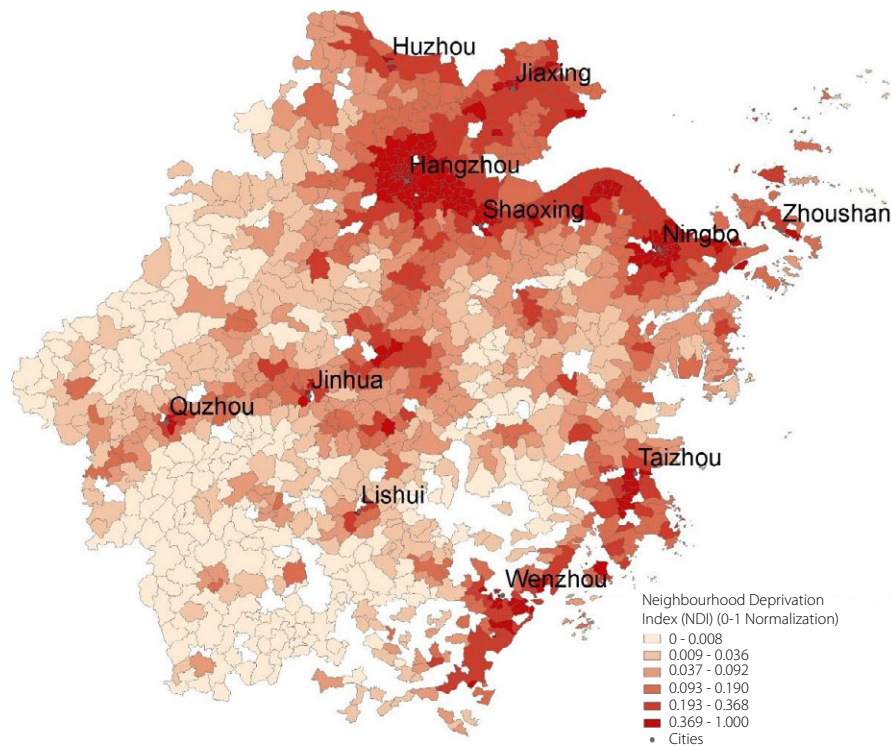 Huzhou
Jiaxing
Hangzhou
Shaoxing
Zhoushan
Ningbo
Jinhua
Quzhou
Taizhou
Lishui
Wenzhou
Neighbourhood Deprivation
Index (NDI) (0-1 Normalization)
0 - 0.008
0.009 - 0.036
0.037 - 0.092
0.093 - 0.190
0.193 - 0.368
0.369 - 1.000
Cities